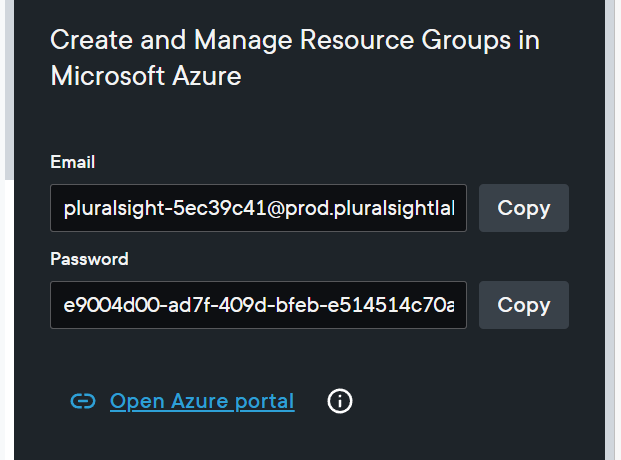 Create and Manage Resource Groups in
Microsoft Azure
Email
pluralsight-5ec39c41@prod.pluralsightlal
Copy
Password
e9004d00-ad7f-409d-bfeb-e514514c70a
Copy
Open Azure portal